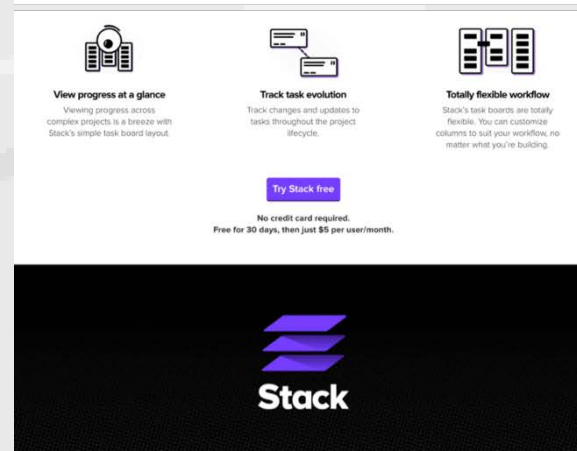 View progress at a glance
Viewing progress across
complex projects is a breeze with
Stack's simple task board layout.
Track task evolution
Track changes and updates to
tasks throughout the project
lifecycle.
Totally flexible workflow
Stack's task boards are totally
flexible. You can customize
columns to suit your workflow, no
matter what you're building.
Try Stack free
No credit card required.
Free for 30 days, then just $5 per user/month.
Stack